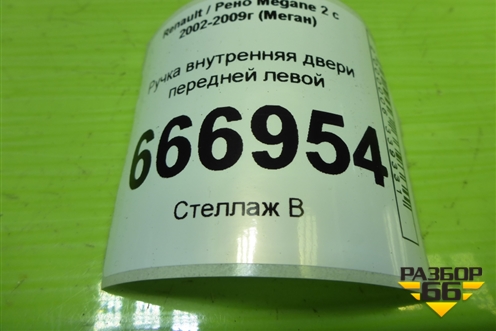 Renault / Рено Megane 2 с
2002-2009г (Меган)
Ручка внутренняя двери
передней левой
666954
Стеллаж В
РАЗБОР
66